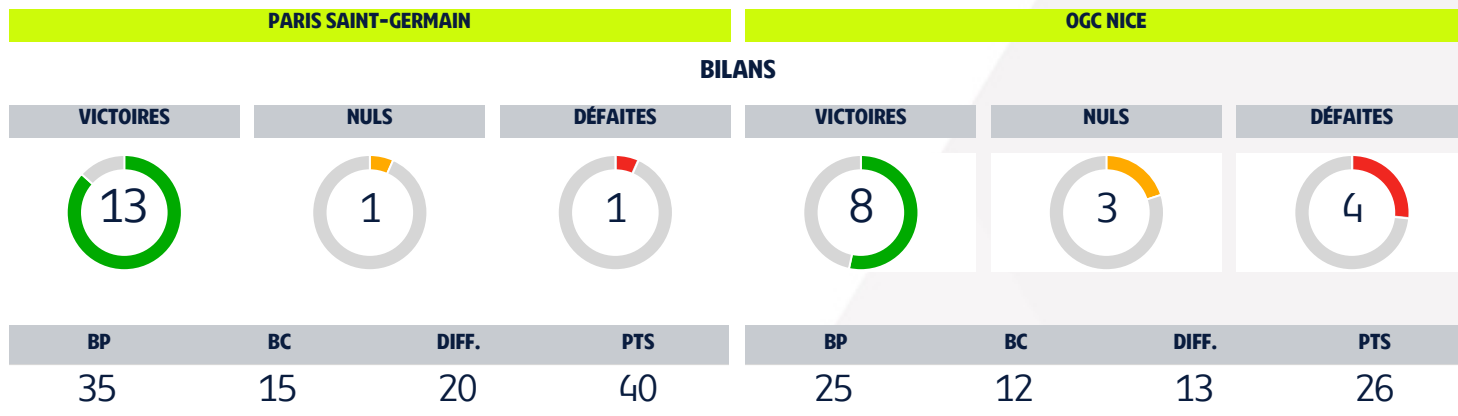 PARIS SAINT-GERMAIN OGC NICE
BILANS
VICTOIRES NULS DÉFAITES VICTOIRES NULS DÉFAITES
13 1 1 8 3 4
BP BC DIFF. PTS BP BC DIFF. PTS
35 15 20 40 25 12 13 26